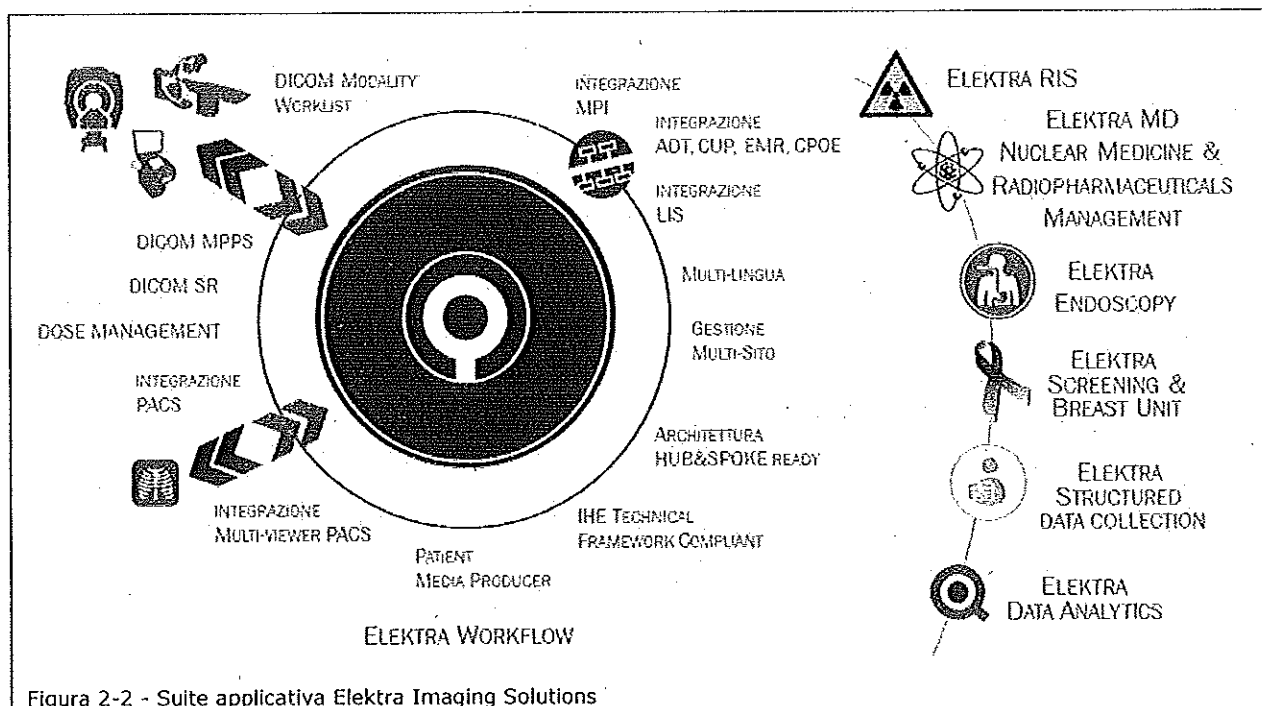 DICOM MODALITY
WORKLIST
DICOM MPPS
DICOM SR
DOSE MANAGEMENT
INTEGRAZIONE
PACS
INTEGRAZIONE
MULTI-VIEWER PACS
PATIENT
MEDIA PRODUCER
INTEGRAZIONE
MPI
INTEGRAZIONE
ADT, CUP, EMR, CPOE
INTEGRAZIONE
LIS
MULTI-LINGUA
GESTIONE
MULTI-SITO
ARCHITETTURA
HUB&SPOKE READY
IHE TECHNICAL
FRAMEWORK COMPLIANT
ELEKTRA WORKFLOW
ELEKTRA RIS
ELEKTRA MD
NUCLEAR MEDICINE &
RADIOPHARMACEUTICALS
MANAGEMENT
ELEKTRA
ENDOSCOPY
ELEKTRA
SCREENING &
BREAST UNIT
ELEKTRA
STRUCTURED
DATA COLLECTION
ELEKTRA
DATA ANALYTICS
Figura 2-2 - Suite applicativa Elektra Imaging Solutions